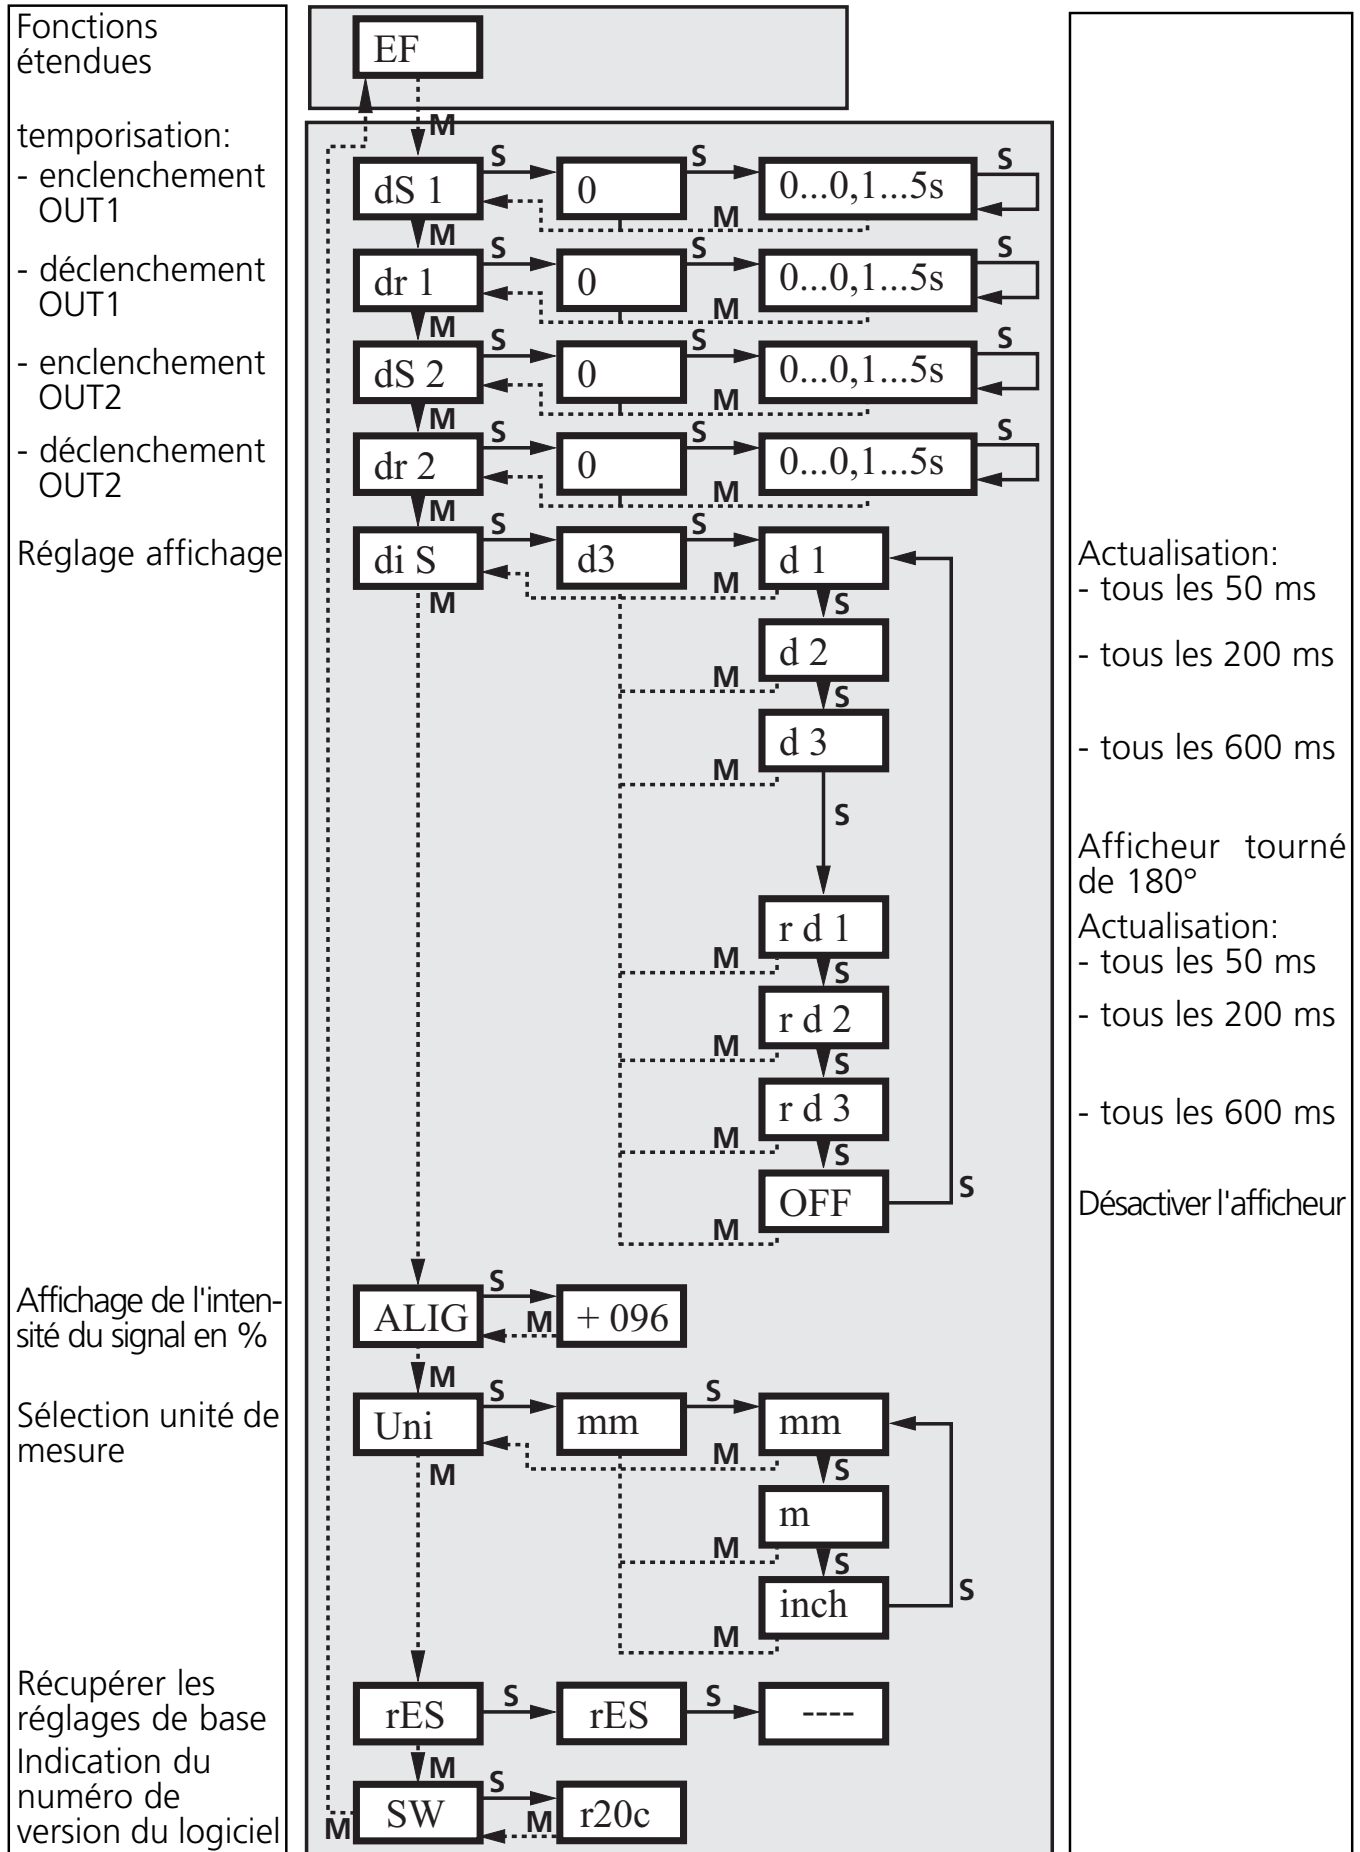 Fonctions
étendues
EF
M
temporisation:
- enclenchement
OUT1
dS 1
S
0
S
0...0,1...5s
S
M
M
- déclenchement
OUT1
dr 1
S
0
S
0...0,1...5s
S
M
M
- enclenchement
OUT2
dS 2
S
0
S
0...0,1...5s
S
M
M
- déclenchement
OUT2
dr 2
S
0
S
0...0,1...5s
S
M
M
Réglage affichage
di S
S
d3
S
d 1
M
M
S
Actualisation:
- tous les 50 ms
d 2
M
S
- tous les 200 ms
d 3
M
S
- tous les 600 ms
Afficheur tourné
de 180°
Actualisation:
r d 1
M
S
- tous les 50 ms
r d 2
M
S
- tous les 200 ms
r d 3
M
S
- tous les 600 ms
OFF
S
M
Désactiver l'afficheur
Affichage de l'inten-
sité du signal en %
ALIG
S
M
+ 096
M
Sélection unité de
mesure
Uni
S
mm
S
mm
M
M
S
m
M
S
inch
S
M
Récupérer les
réglages de base
rES
S
rES
S
----
M
Indication du
numéro de
version du logiciel
M
SW
S
M
r20c